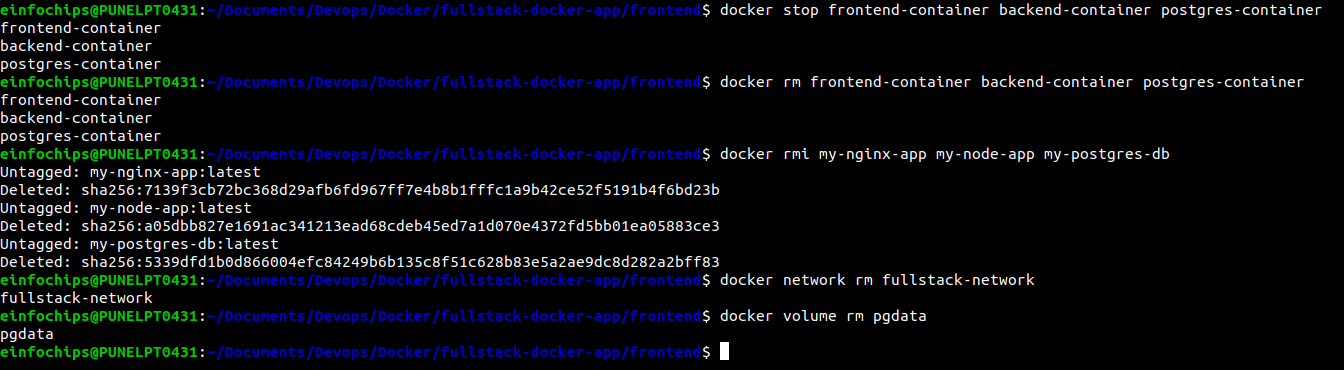 einfochips@PUNELPT0431:~/Documents/Devops/Docker/fullstack-docker-app/frontend$ docker stop frontend-container backend-container postgres-container
frontend-container
backend-container
postgres-container
einfochips@PUNELPT0431:~/Documents/Devops/Docker/fullstack-docker-app/frontend$ docker rm frontend-container backend-container postgres-container
frontend-container
backend-container
postgres-container
einfochips@PUNELPT0431:~/Documents/Devops/Docker/fullstack-docker-app/frontend$ docker rmi my-nginx-app my-node-app my-postgres-db
Untagged: my-nginx-app:latest
Deleted: sha256:7139f3cb72bc368d29afb6fd967ff7e4b8b1fffc1a9b42ce52f5191b4f6bd23b
Untagged: my-node-app:latest
Deleted: sha256:a05dbb827e1691ac341213ead68cdeb45ed7a1d070e4372fd5bb01ea05883ce3
Untagged: my-postgres-db:latest
Deleted: sha256:5339dfd1b0d866004efc84249b6b135c8f51c628b83e5a2ae9dc8d282a2bff83
einfochips@PUNELPT0431:~/Documents/Devops/Docker/fullstack-docker-app/frontend$ docker network rm fullstack-network
fullstack-network
einfochips@PUNELPT0431:~/Documents/Devops/Docker/fullstack-docker-app/frontend$ docker volume rm pgdata
pgdata
einfochips@PUNELPT0431:~/Documents/Devops/Docker/fullstack-docker-app/frontend$